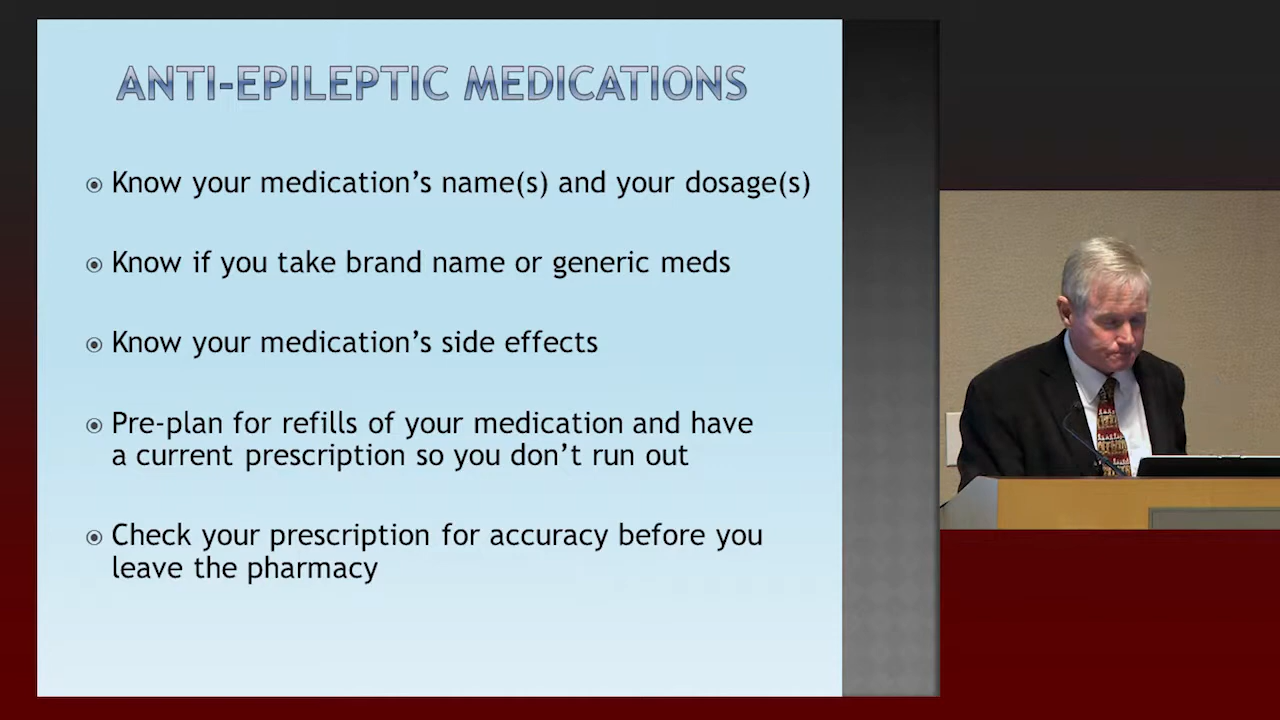 ANTI-EPILEPTIC MEDICATIONS
Know your medication’s name(s) and your dosage(s)
Know if you take brand name or generic meds
Know your medication’s side effects
Pre-plan for refills of your medication and have
a current prescription so you don’t run out
Check your prescription for accuracy before you
leave the pharmacy